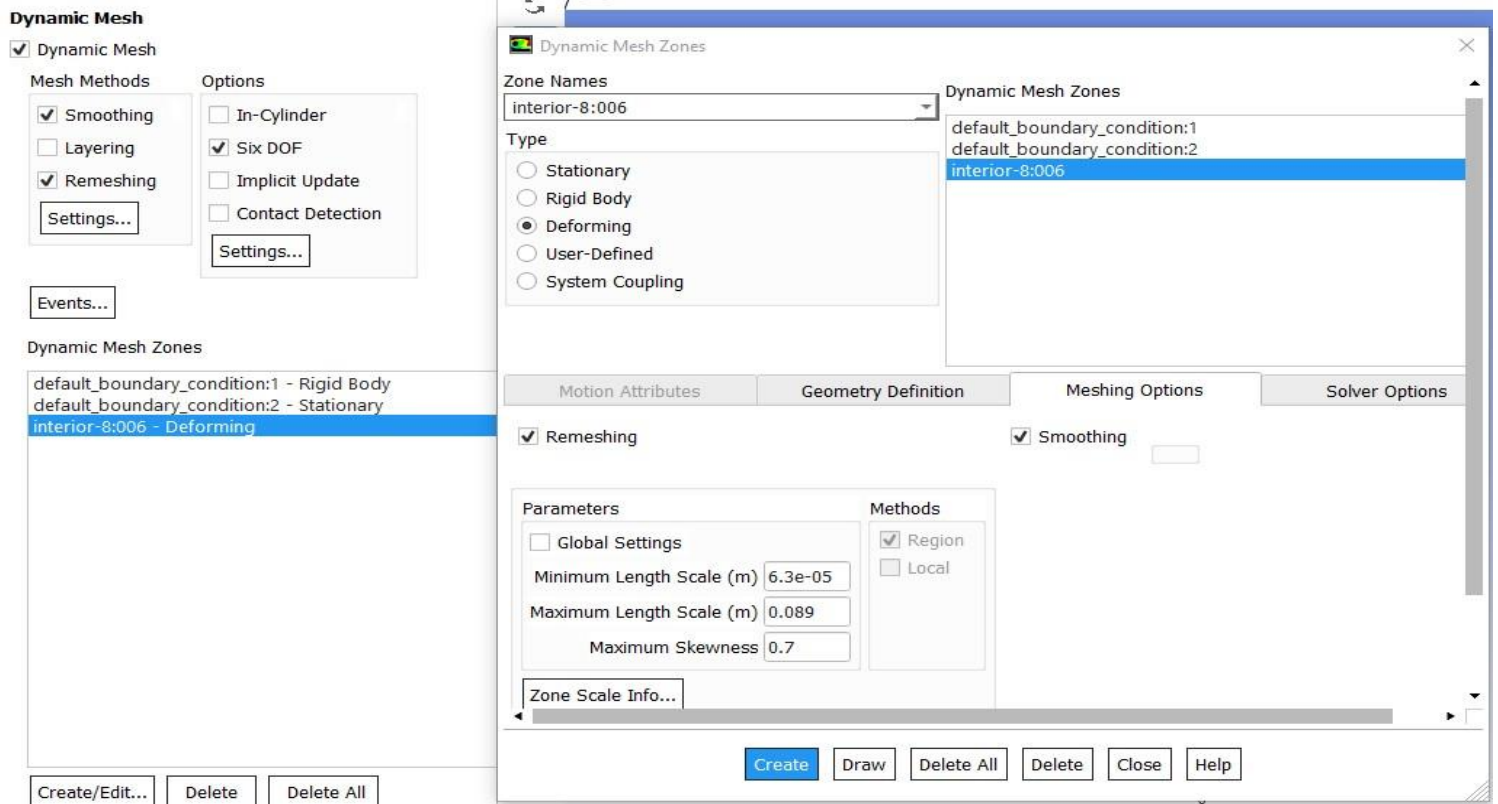 Dynamic Mesh
Dynamic Mesh
Mesh Methods
Options
Smoothing
In-Cylinder
Layering
Six DOF
Remeshing
Implicit Update
Settings...
Contact Detection
Settings...
Events...
Dynamic Mesh Zones
default_boundary_condition:1 - Rigid Body
default_boundary_condition:2 - Stationary
interior-8:006 - Deforming
Create/Edit...
Delete
Delete All
Dynamic Mesh Zones
Zone Names
interior-8:006
Type
Stationary
Rigid Body
Deforming
User-Defined
System Coupling
Dynamic Mesh Zones
default_boundary_condition:1
default_boundary_condition:2
interior-8:006
Motion Attributes
Geometry Definition
Meshing Options
Solver Options
Remeshing
Smoothing
Parameters
Global Settings
Minimum Length Scale (m) 6.3e-05
Maximum Length Scale (m) 0.089
Maximum Skewness 0.7
Zone Scale Info...
Methods
Region
Local
Create
Draw
Delete All
Delete
Close
Help